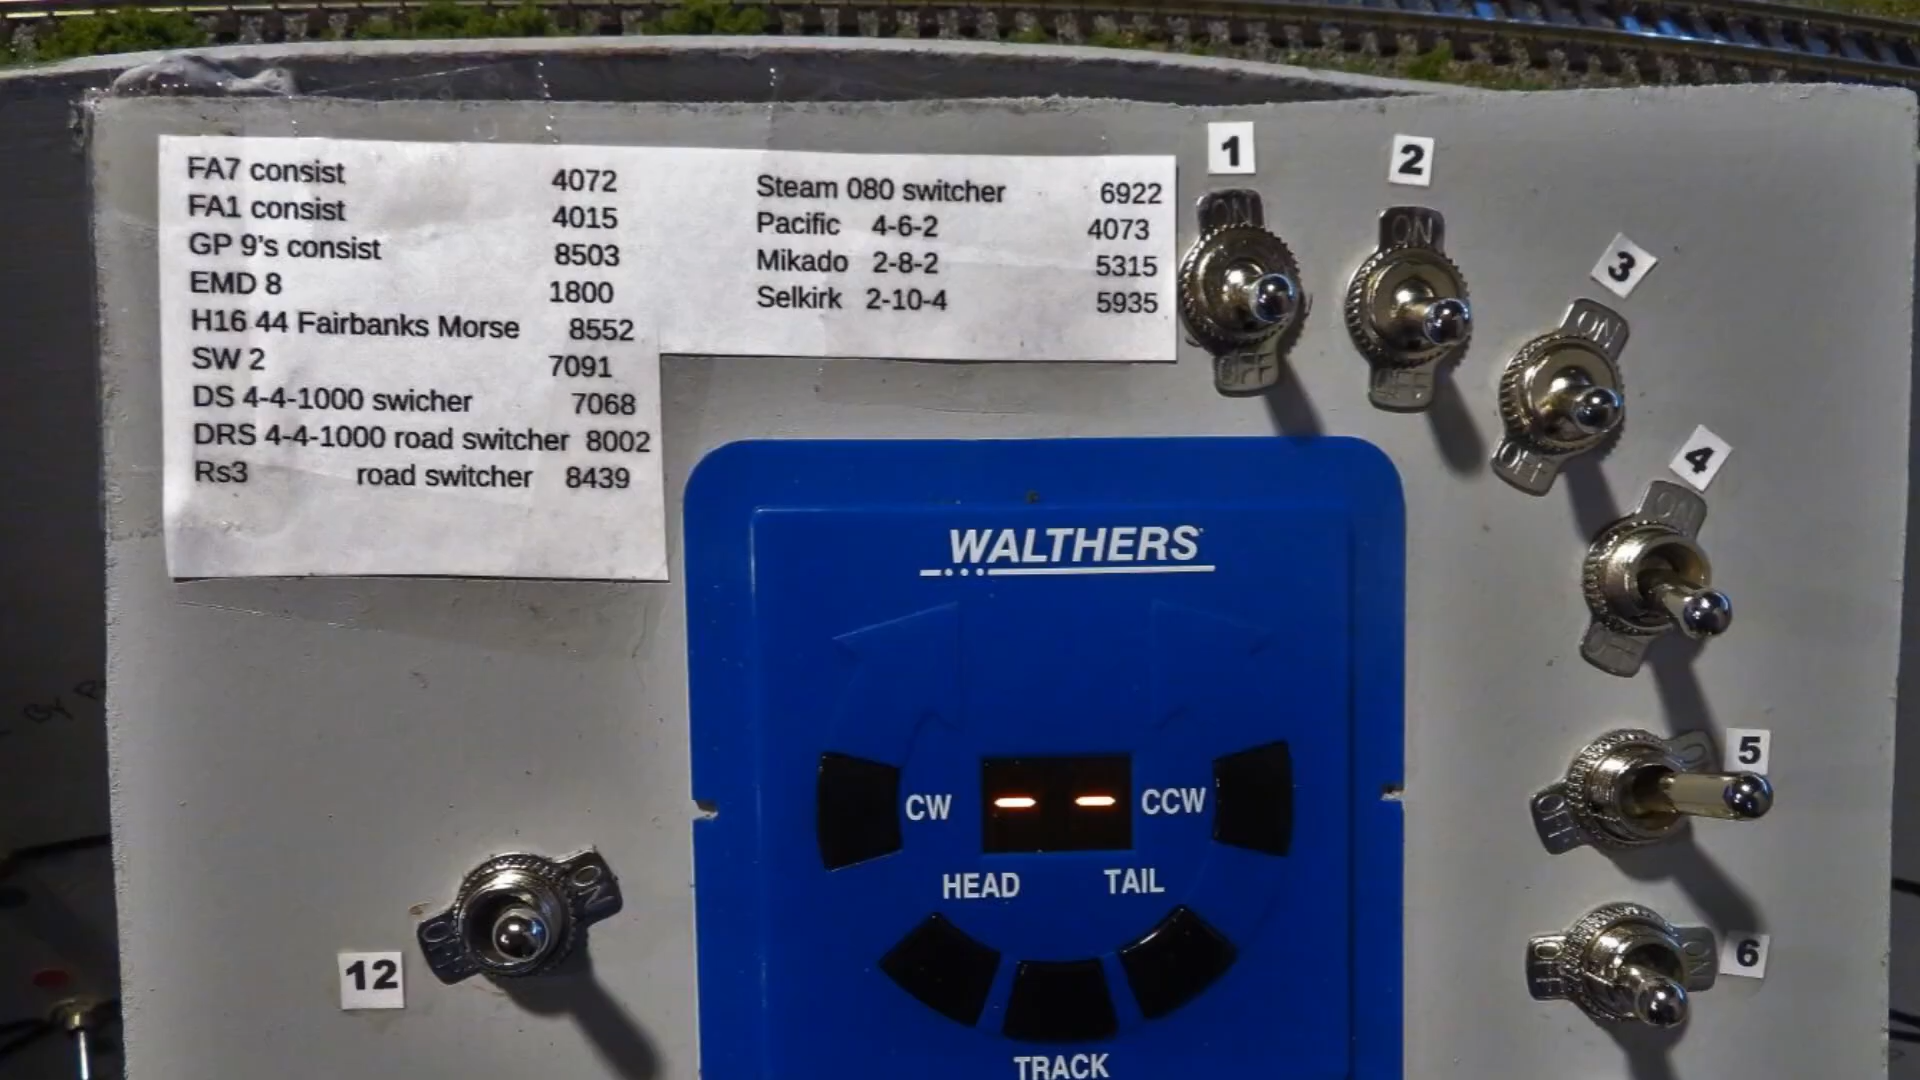 FA7 consist 4072
FA1 consist 4015
GP 9's consist 8503
EMD 8 1800
H16 44 Fairbanks Morse 8552
SW 2 7091
DS 4-4-1000 swicher 7068
DRS 4-4-1000 road switcher 8002
Rs3 road switcher 8439
Steam 080 switcher 6922
Pacific 4-6-2 4073
Mikado 2-8-2 5315
Selkirk 2-10-4 5935
1
ON
OFF
2
ON
OFF
3
ON
OFF
4
ON
OFF
5
OFF
6
ON
OFF
12
ON
OFF
WALTHERS
CW
CCW
HEAD
TAIL
TRACK